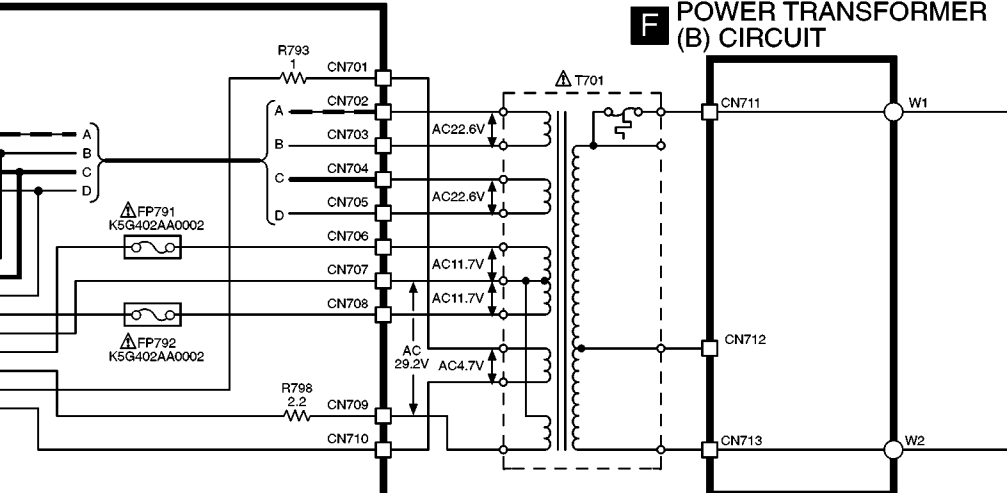 F
POWER TRANSFORMER
(B) CIRCUIT
R793
1
CN701
T701
CN702
A
CN711
W1
A
AC22.6V
CN703
B
B
C
CN704
C
D
AC22.6V
CN705
D
FP791
K5G402AA0002
CN706
AC11.7V
CN707
AC11.7V
CN708
FP792
K5G402AA0002
CN712
AC
29.2V
AC4.7V
R798
2.2
CN709
CN710
CN713
W2